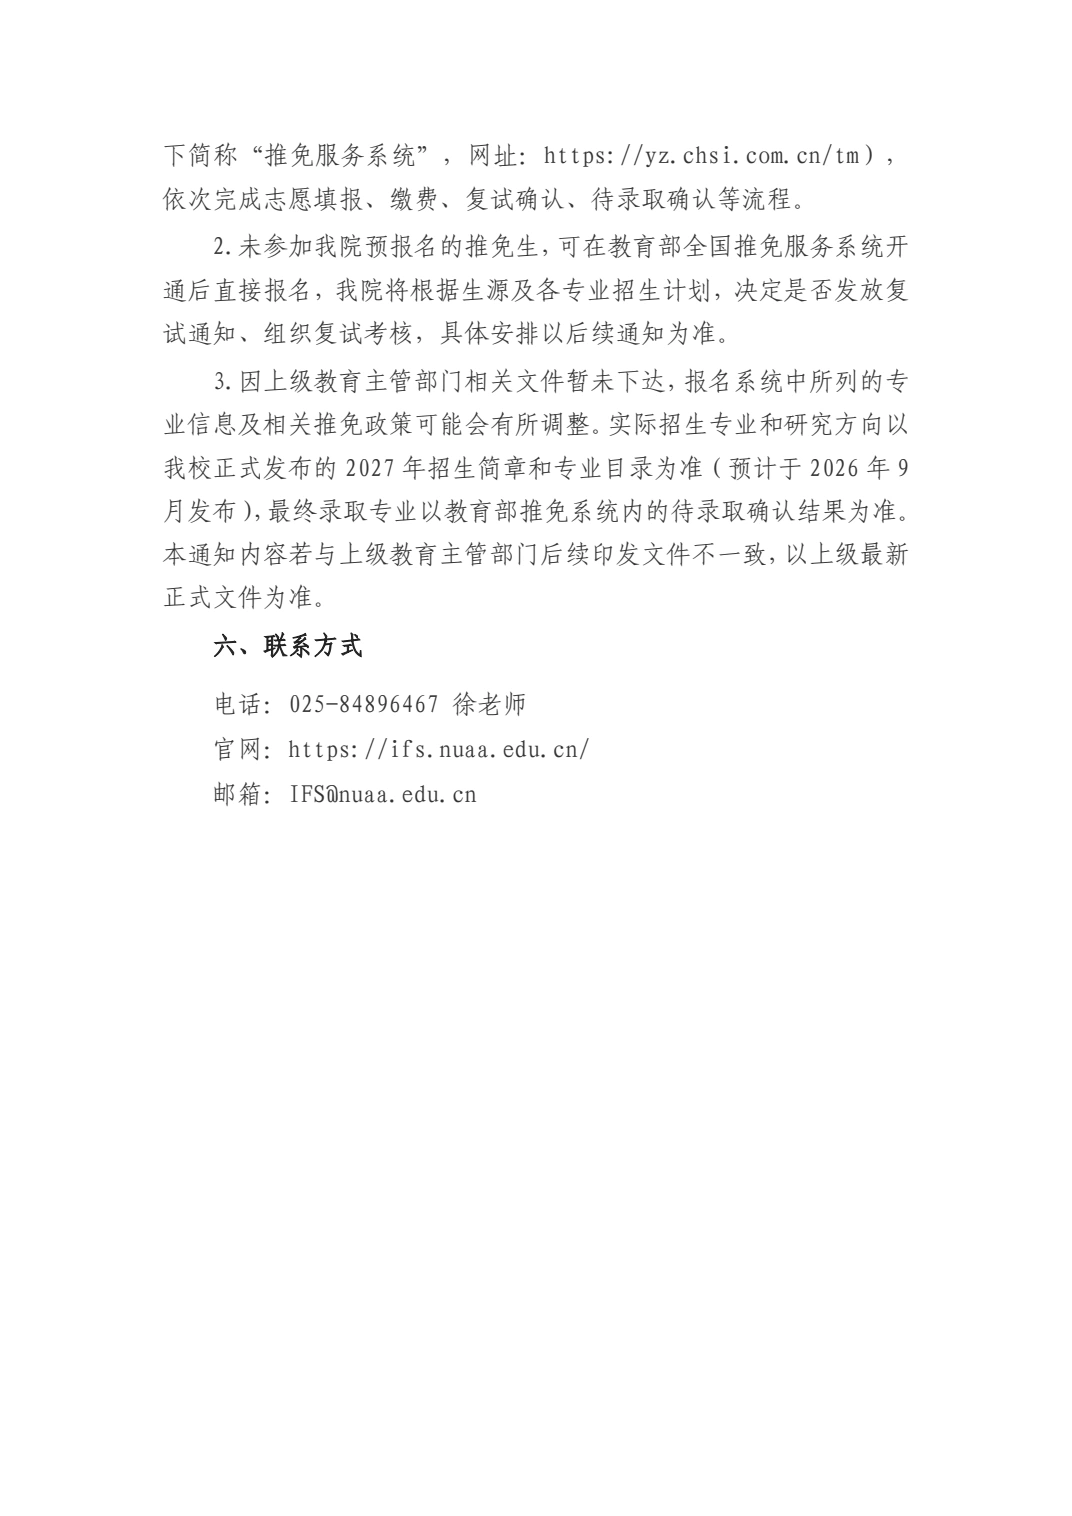 下简称“推免服务系统”，网址：https://yz.chsi.com.cn/tm），
依次完成志愿填报、缴费、复试确认、待录取确认等流程。
2.未参加我院预报名的推免生，可在教育部全国推免服务系统开
通后直接报名，我院将根据生源及各专业招生计划，决定是否发放复
试通知、组织复试考核，具体安排以后续通知为准。
3.因上级教育主管部门相关文件暂未下达，报名系统中所列的专
业信息及相关推免政策可能会有所调整。实际招生专业和研究方向以
我校正式发布的 2027 年招生简章和专业目录为准（预计于 2026 年 9
月发布），最终录取专业以教育部推免系统内的待录取确认结果为准。
本通知内容若与上级教育主管部门后续印发文件不一致，以上级最新
正式文件为准。
六、联系方式
电话：025-84896467 徐老师
官网：https://ifs.nuaa.edu.cn/
邮箱：IFS@nuaa.edu.cn